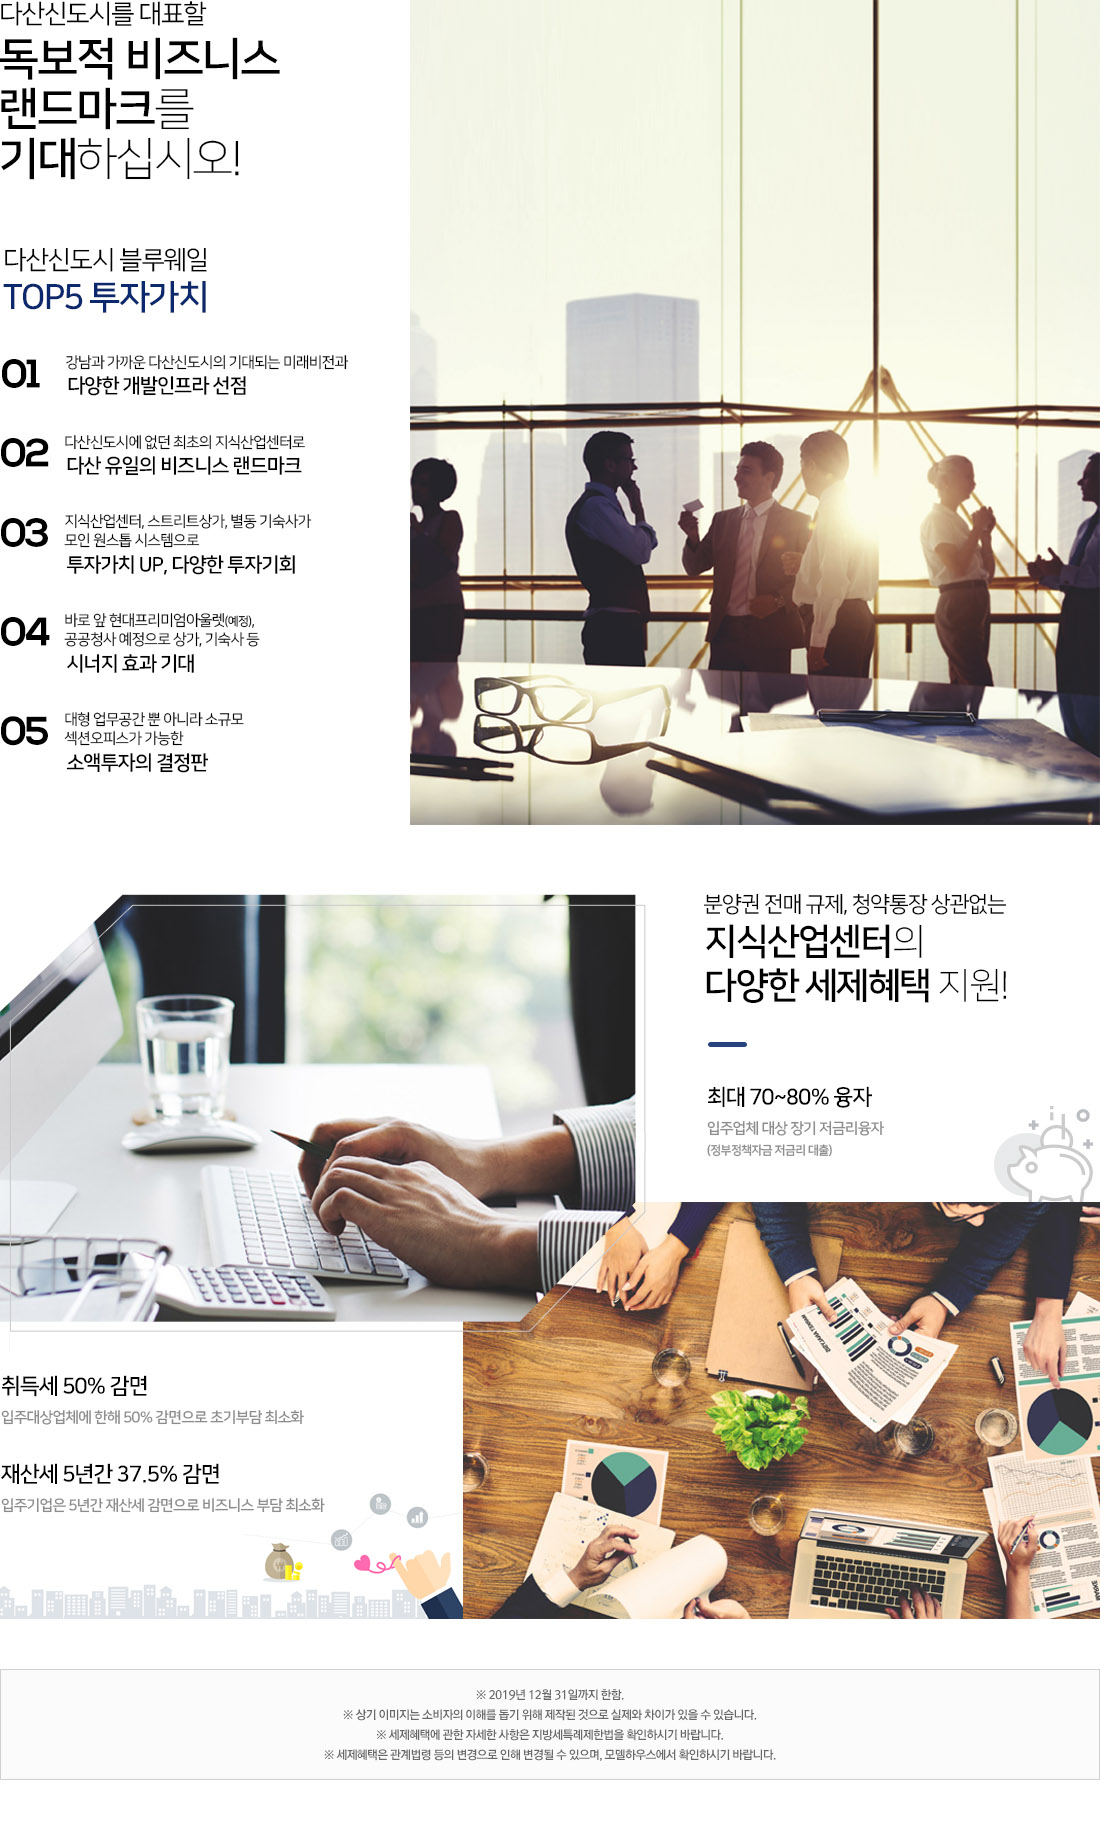 다산신도시를 대표할
독보적 비즈니스
랜드마크를
기대하십시오!
다산신도시 블루웨일
TOP5 투자가치
01
강남과 가까운 다산신도시의 기대되는 미래비전과
다양한 개발인프라 선점
02
다산신도시에 없던 최초의 지식산업센터로
다산 유일의 비즈니스 랜드마크
03
지식산업센터, 스트리트상가, 별동 기숙사가
모인 원스톱 시스템으로
투자가치 UP, 다양한 투자기회
04
바로 앞 현대프리미엄아울렛(예정),
공공청사 예정으로 상가, 기숙사 등
시너지 효과 기대
05
대형 업무공간 뿐 아니라 소규모
섹션오피스가 가능한
소액투자의 결정판
분양권 전매 규제, 청약통장 상관없는
지식산업센터의
다양한 세제혜택 지원!
최대 70~80% 융자
입주업체 대상 장기 저금리융자
(정부정책자금 저금리 대출)
취득세 50% 감면
입주대상업체에 한해 50% 감면으로 초기부담 최소화
재산세 5년간 37.5% 감면
입주기업은 5년간 재산세 감면으로 비즈니스 부담 최소화
※ 2019년 12월 31일까지 한함.
※ 상기 이미지는 소비자의 이해를 돕기 위해 제작된 것으로 실제와 차이가 있을 수 있습니다.
※ 세제혜택에 관한 자세한 사항은 지방세특례제한법을 확인하시기 바랍니다.
※ 세제혜택은 관계법령 등의 변경으로 인해 변경될 수 있으며, 모델하우스에서 확인하시기 바랍니다.